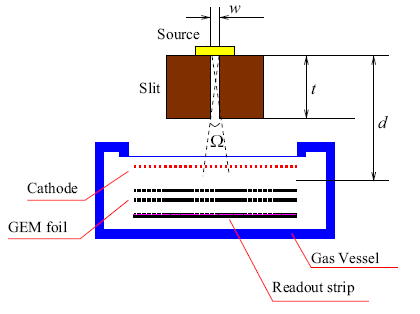 w
Source
Slit
t
d
Ω
Cathode
GEM foil
Gas Vessel
Readout strip